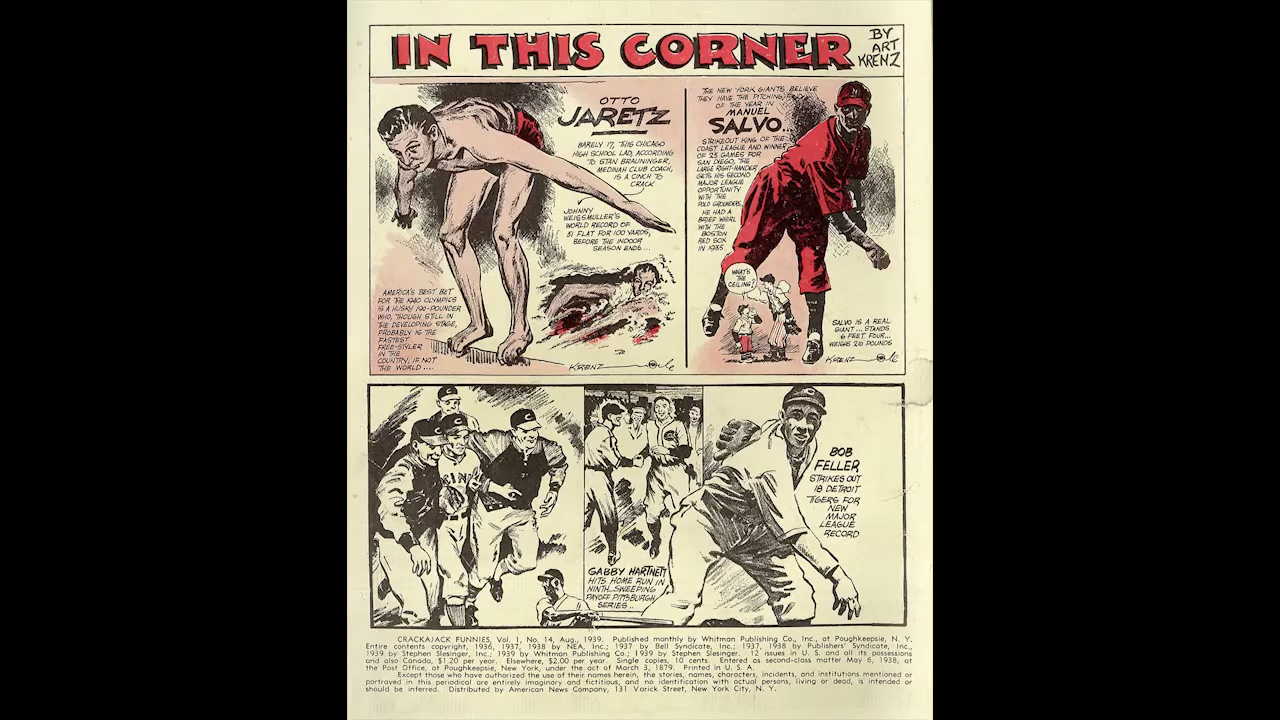 IN THIS CORNER
BY
ART
KRENZ
OTTO
JARETZ
BARELY 17, THIS CHICAGO
HIGH SCHOOL LAD, ACCORDING
TO STAN BRAUNINGER,
MEDINAH CLUB COACH,
IS A CINCH TO
CRACK
JOHNNY
WEISSMULLER'S
WORLD RECORD OF
51 FLAT FOR 100 YARDS,
BEFORE THE INDOOR
SEASON ENDS...
AMERICA'S BEST BET
FOR THE 1940 OLYMPICS
IS A HUSKY 190-POUNDER
WHO, THOUGH STILL IN
THE DEVELOPING STAGE,
PROBABLY IS THE
FASTEST
FREE-STYLER
IN THE
COUNTRY, IF NOT
THE WORLD....
KRENZ
THE NEW YORK GIANTS BELIEVE
THEY HAVE THE PITCHING
OF THE YEAR IN
MANUEL
SALVO...
STRIKEOUT KING OF THE
COAST LEAGUE AND WINNER
OF 25 GAMES FOR
SAN DIEGO, THE
LARGE RIGHT-HANDER
GETS HIS SECOND
MAJOR LEAGUE
OPPORTUNITY
WITH THE
POLO GROUNDERS.
HE HAD A
BRIEF WHIRL
WITH THE
BOSTON
RED SOX
IN 1935.
N
WHAT'S
THE
CEILING?
SALVO IS A REAL
GIANT... STANDS
6 FEET FOUR...
WEIGHS 210 POUNDS
KRENZ
C
GABBY HARTNETT
HITS HOME RUN IN
NINTH... SWEEPING
PAYOFF PITTSBURGH
SERIES..
BOB
FELLER
STRIKES OUT
18 DETROIT
TIGERS FOR
NEW
MAJOR
LEAGUE
RECORD
CRACKAJACK FUNNIES, Vol. 1, No. 14, Aug., 1939. Published monthly by Whitman Publishing Co., Inc., at Poughkeepsie, N. Y.
Entire contents copyright, 1936, 1937, 1938 by NEA, Inc.; 1937 by Bell Syndicate, Inc.; 1937, 1938 by Publishers' Syndicate, Inc.,
1939 by Stephen Slesinger, Inc.; 1939 by Whitman Publishing Co.; 1939 by Stephen Slesinger. 12 issues in U. S. and all its possessions
and also Canada, $1.20 per year. Elsewhere, $2.00 per year. Single copies, 10 cents. Entered as second-class matter May 6, 1938, at
the Post Office, at Poughkeepsie, New York, under the act of March 3, 1879. Printed in U. S. A.
Except those who have authorized the use of their names herein, the stories, names, characters, incidents, and institutions mentioned or
portrayed in this periodical are entirely imaginary and fictitious, and no identification with actual persons, living or dead, is intended or
should be inferred. Distributed by American News Company, 131 Varick Street, New York City, N. Y.